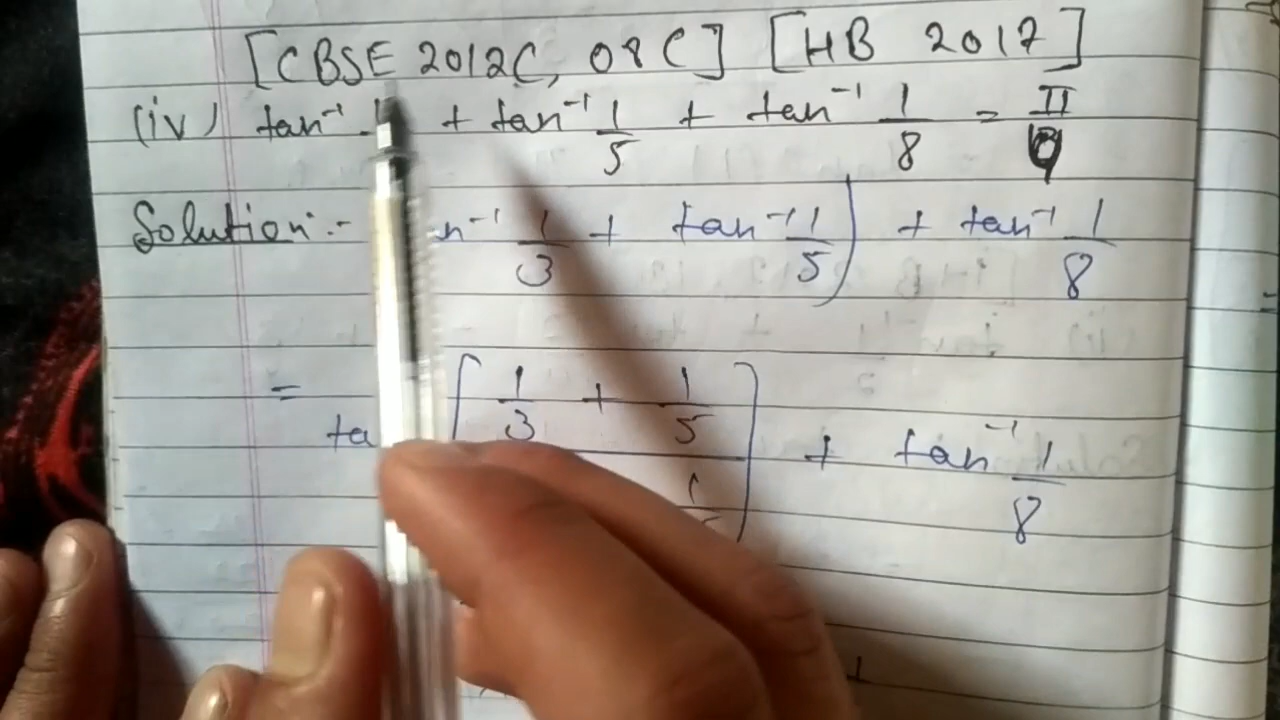 [CBSE 2012C, 08C] [HB 2017]
(iv) tan⁻¹ 1 + tan⁻¹ 1/5 + tan⁻¹ 1/8 = π/4
Solution:- n⁻¹ 1/3 + tan⁻¹ 1/5) + tan⁻¹ 1/8
= ta [1/3 + 1/5] + tan⁻¹ 1/8